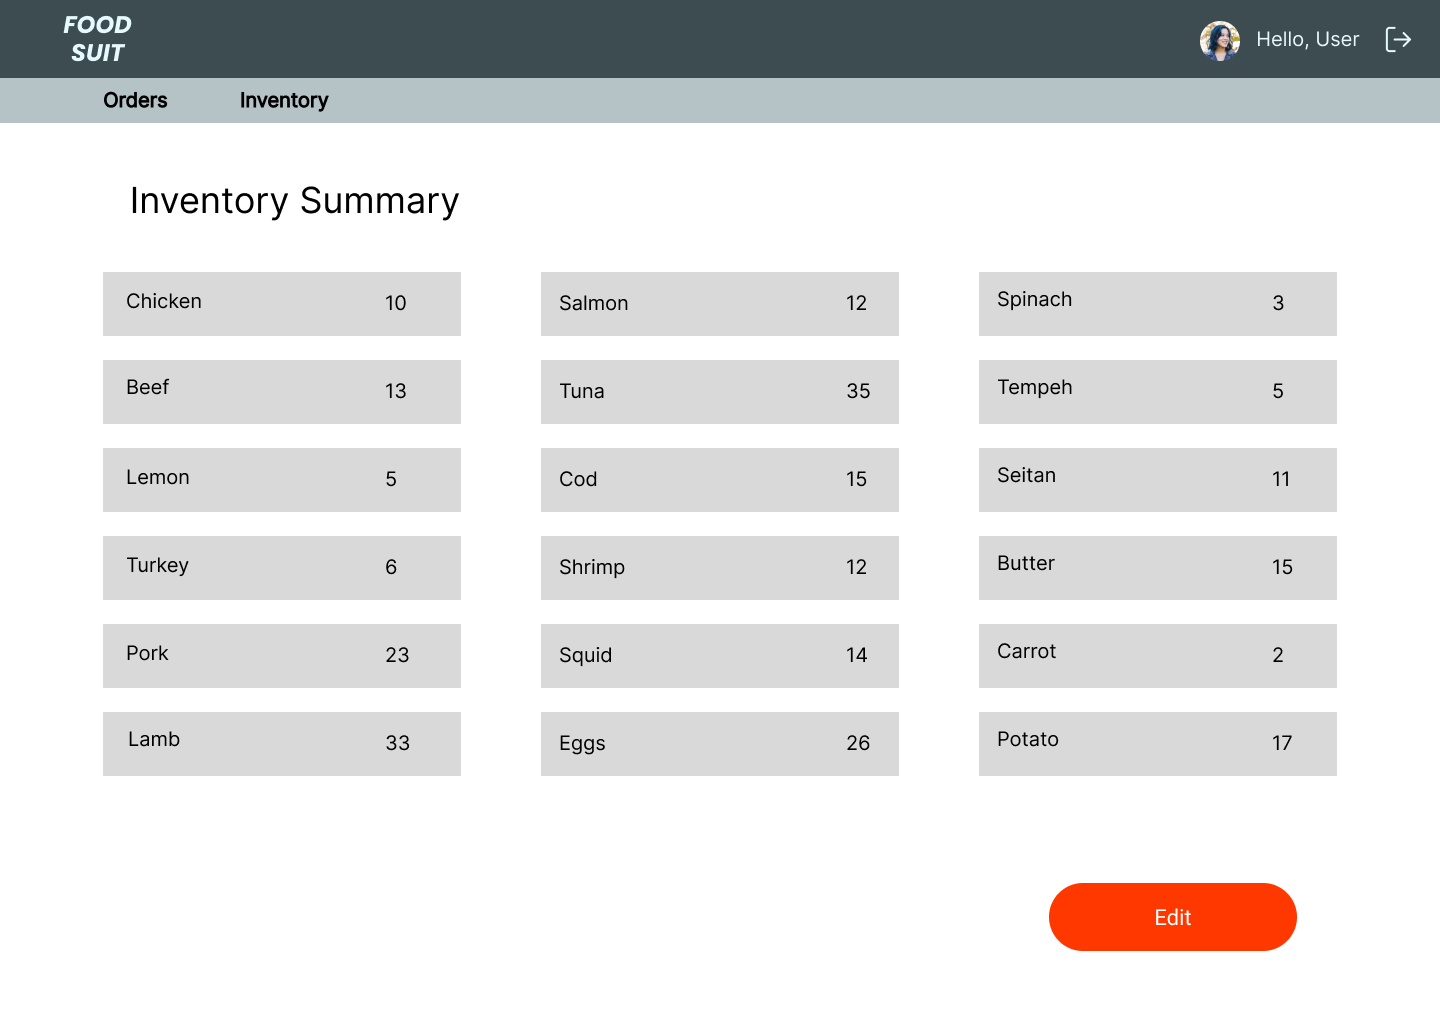 FOOD
SUIT
Hello, User
Orders Inventory
Inventory Summary
Chicken 10
Beef 13
Lemon 5
Turkey 6
Pork 23
Lamb 33
Salmon 12
Tuna 35
Cod 15
Shrimp 12
Squid 14
Eggs 26
Spinach 3
Tempeh 5
Seitan 11
Butter 15
Carrot 2
Potato 17
Edit